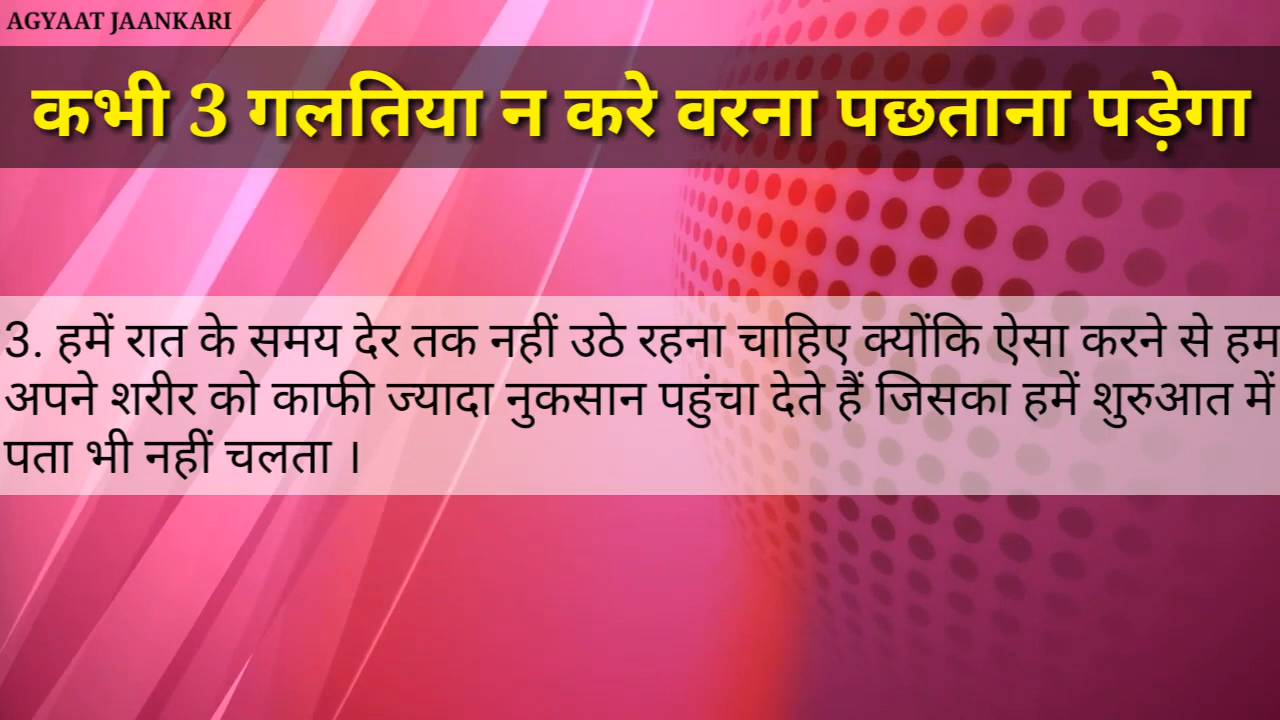 AGYAAT JAANKARI
कभी 3 गलतिया न करे वरना पछताना पड़ेगा
3. हमें रात के समय देर तक नहीं उठे रहना चाहिए क्योंकि ऐसा करने से हम
अपने शरीर को काफी ज्यादा नुकसान पहुंचा देते हैं जिसका हमें शुरुआत में
पता भी नहीं चलता ।